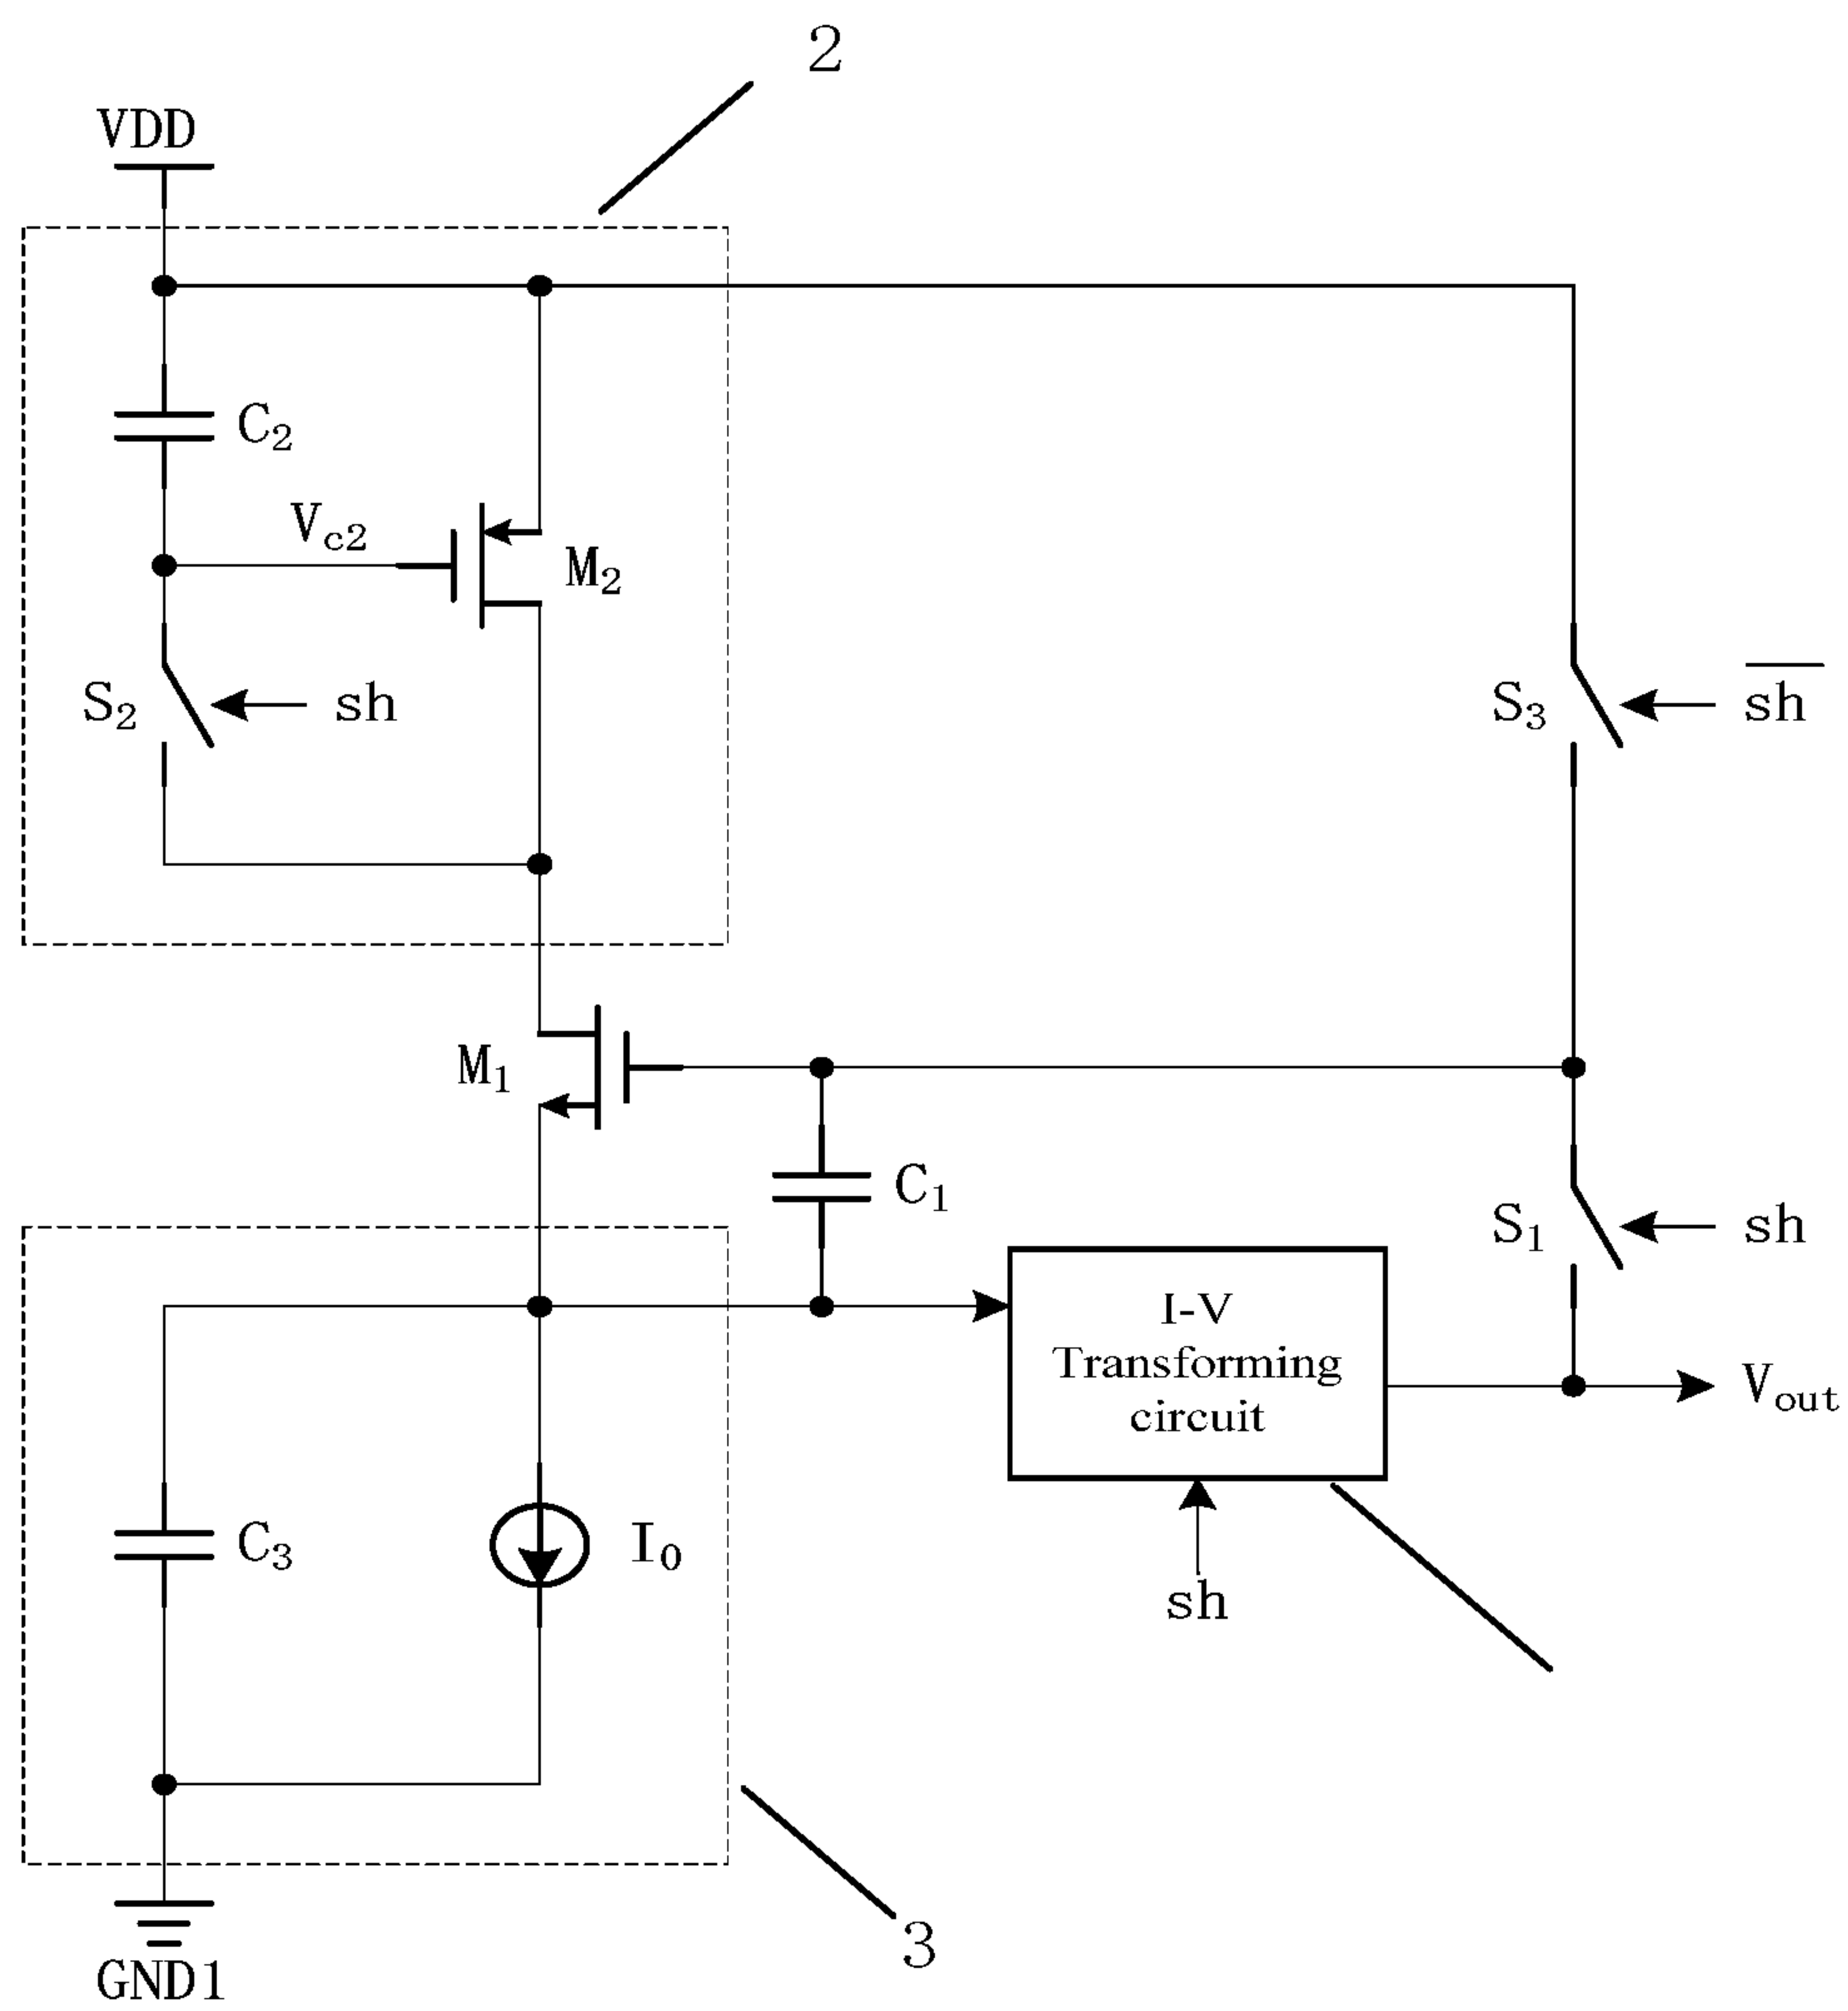 2
VDD
C2
Vc2
M2
S2
sh
S3
sh
M1
C1
S1
sh
I-V
Transforming
circuit
Vout
C3
I0
sh
3
GND1